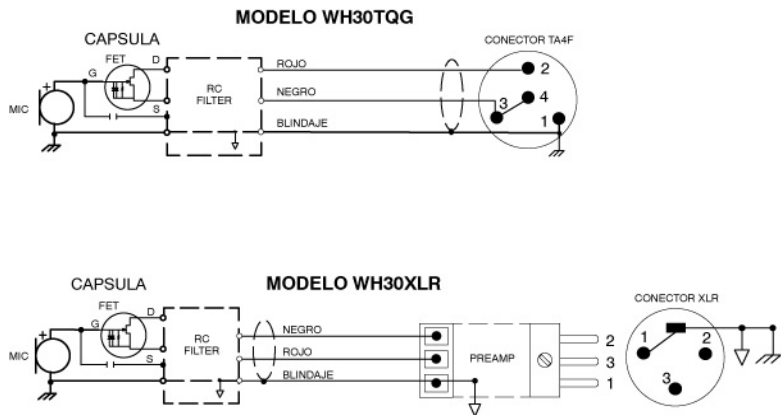 MODELO WH30TQG
CAPSULA
FET
D
G
S
+
MIC
RC
FILTER
ROJO
NEGRO
BLINDAJE
CONECTOR TA4F
2
4
3
1
MODELO WH30XLR
CAPSULA
FET
D
G
S
+
MIC
RC
FILTER
NEGRO
ROJO
BLINDAJE
PREAMP
2
3
1
CONECTOR XLR
1
2
3